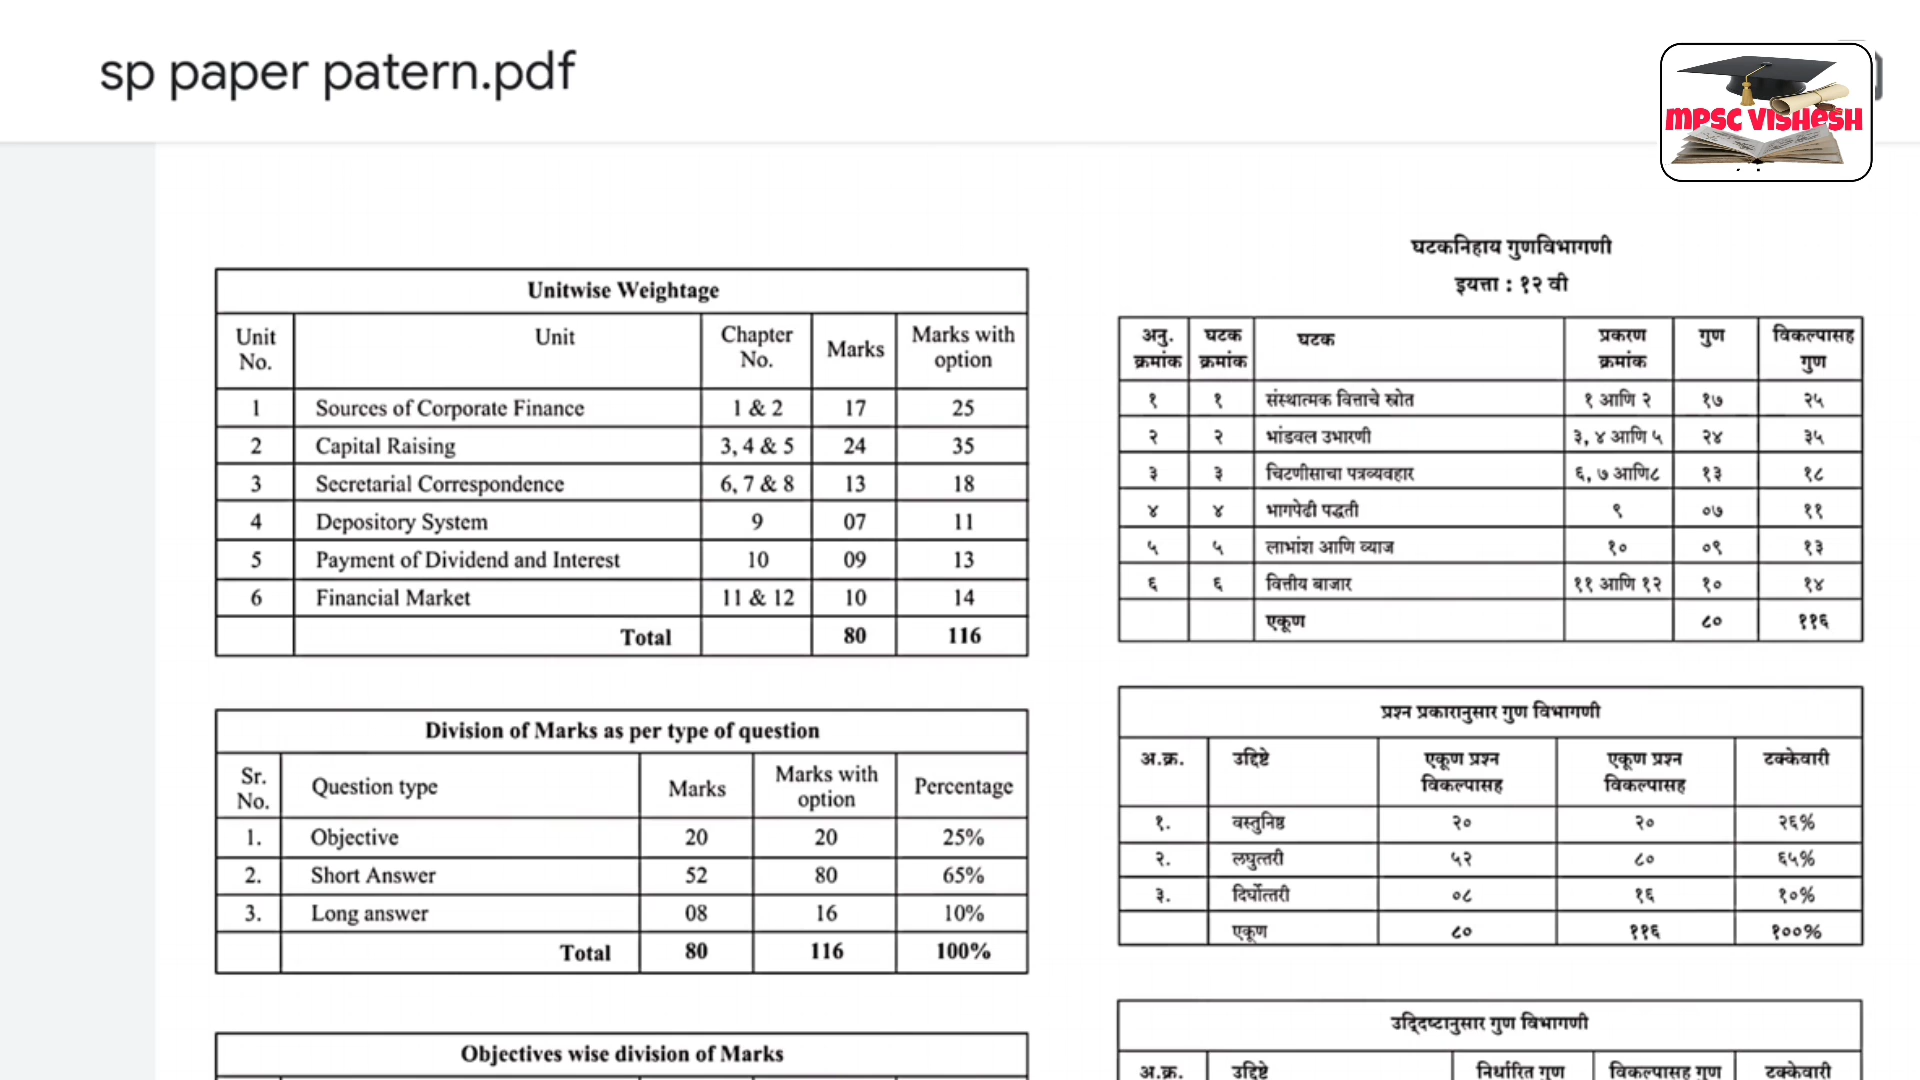 sp paper patern.pdf
MPSC VISHESH
Unitwise Weightage
Unit No. Unit Chapter No. Marks Marks with option
1 Sources of Corporate Finance 1 & 2 17 25
2 Capital Raising 3, 4 & 5 24 35
3 Secretarial Correspondence 6, 7 & 8 13 18
4 Depository System 9 07 11
5 Payment of Dividend and Interest 10 09 13
6 Financial Market 11 & 12 10 14
Total 80 116
Division of Marks as per type of question
Sr. No. Question type Marks Marks with option Percentage
1. Objective 20 20 25%
2. Short Answer 52 80 65%
3. Long answer 08 16 10%
Total 80 116 100%
Objectives wise division of Marks
घटकनिहाय गुणविभागणी
इयत्ता : १२ वी
अनु. क्रमांक घटक क्रमांक घटक प्रकरण क्रमांक गुण विकल्पासह गुण
१ १ संस्थात्मक वित्ताचे स्त्रोत १ आणि २ १७ २५
२ २ भांडवल उभारणी ३, ४ आणि ५ २४ ३५
३ ३ चिटणीसाचा पत्रव्यवहार ६, ७ आणि८ १३ १८
४ ४ भागपेढी पद्धती ९ ०७ ११
५ ५ लाभांश आणि व्याज १० ०९ १३
६ ६ वित्तीय बाजार ११ आणि १२ १० १४
एकूण ८० ११६
प्रश्न प्रकारानुसार गुण विभागणी
अ.क्र. उद्दिष्टे एकूण प्रश्न विकल्पासह एकूण प्रश्न विकल्पासह टक्केवारी
१. वस्तुनिष्ठ २० २० २६%
२. लघुत्तरी ५२ ८० ६५%
३. दिर्घोत्तरी ०८ १६ १०%
एकूण ८० ११६ १००%
उद्दिष्टानुसार गुण विभागणी
अ.क्र. उद्दिष्टे निर्धारित गुण विकल्पासह गुण टक्केवारी